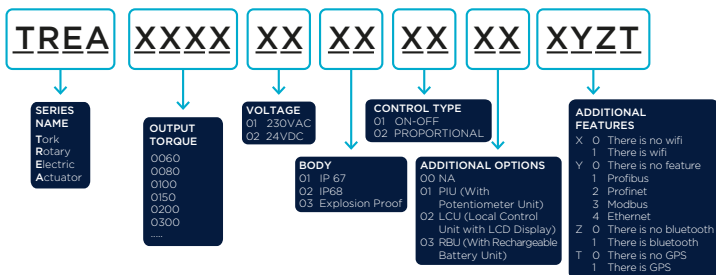 TREA XXXX XX XX XX XX XYZT
SERIES
NAME
Tork
Rotary
Electric
Actuator
OUTPUT
TORQUE
0060
0080
0100
0150
0200
0300
.....
VOLTAGE
01 230VAC
02 24VDC
BODY
01 IP 67
02 IP68
03 Explosion Proof
CONTROL TYPE
01 ON-OFF
02 PROPORTIONAL
ADDITIONAL OPTIONS
00 NA
01 PIU (With
Potentiometer Unit)
02 LCU (Local Control
Unit with LCD Display)
03 RBU (With Rechargeable
Battery Unit)
ADDITIONAL
FEATURES
X 0 There is no wifi
1 There is wifi
Y 0 There is no feature
1 Profibus
2 Profinet
3 Modbus
4 Ethernet
Z 0 There is no bluetooth
1 There is bluetooth
T 0 There is no GPS
1 There is GPS